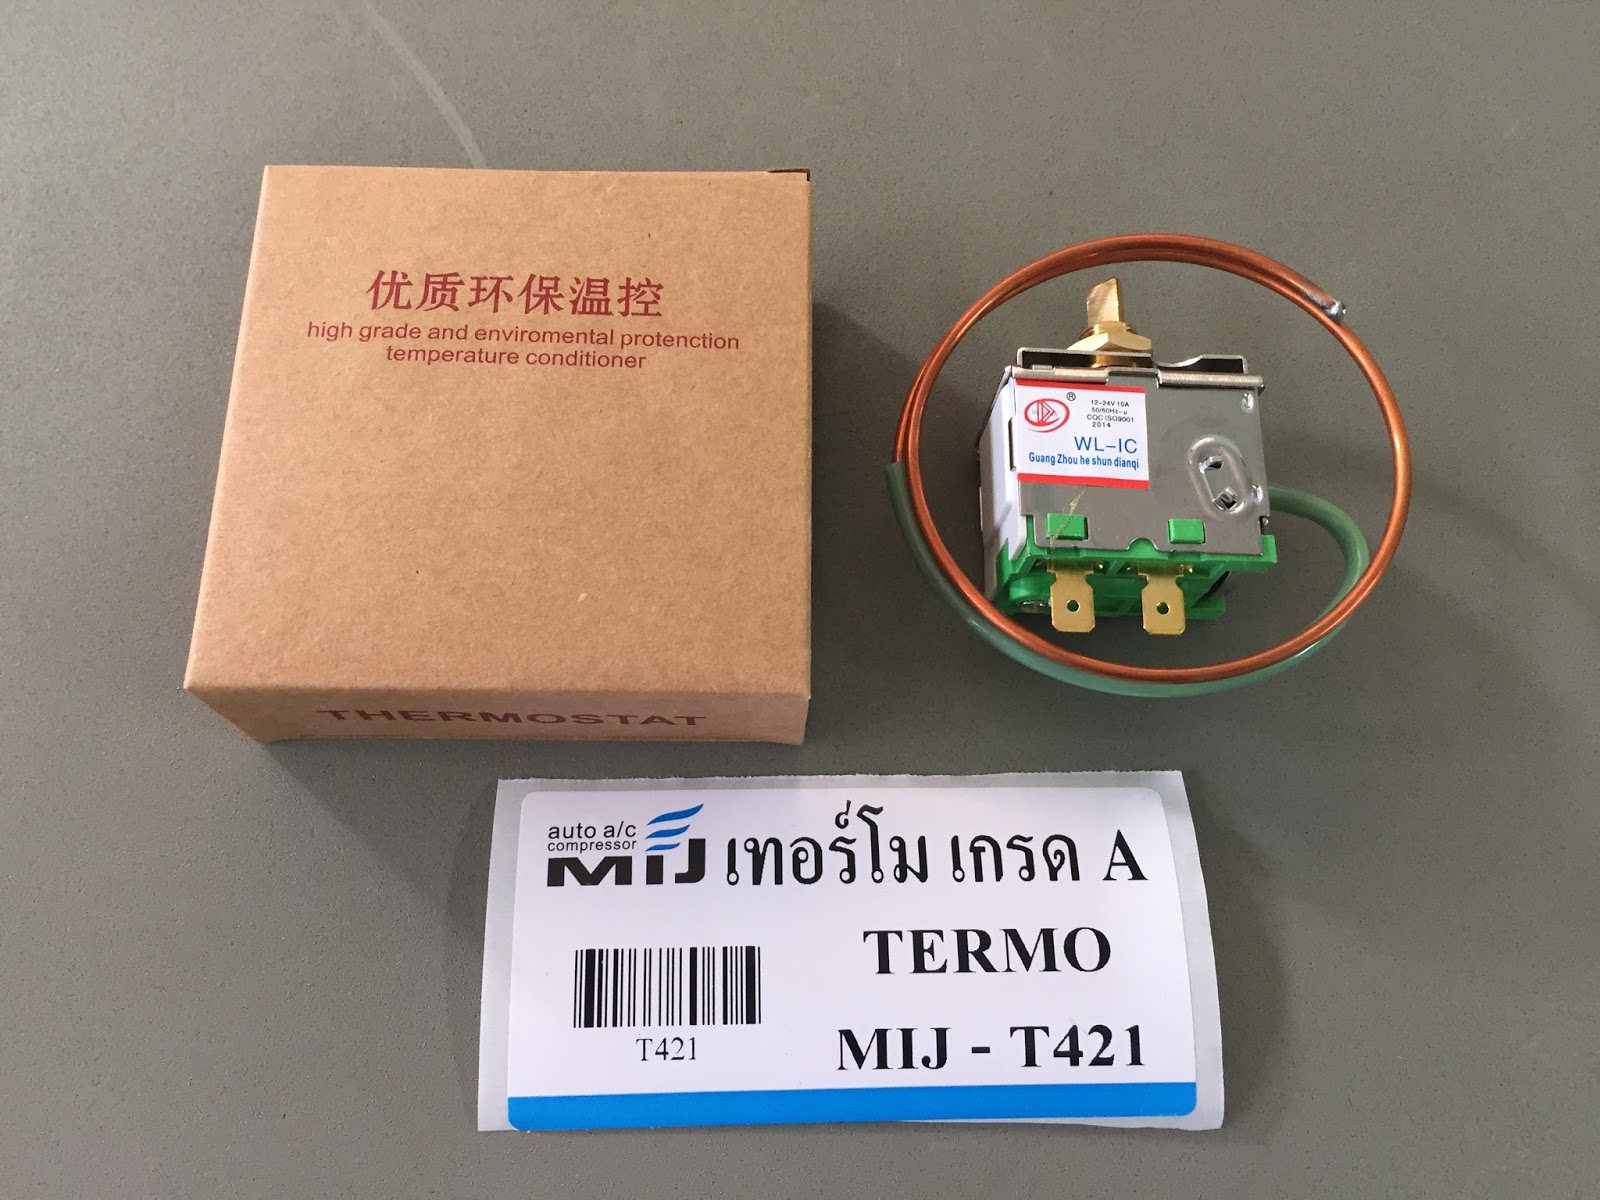 优质环保温控
high grade and enviromental protenction
temperature conditioner
THERMOSTAT
®
12-24V 10A
50/60Hz-μ
CQC ISO9001
2014
WL-IC
Guang Zhou he shun dianqi
auto a/c
compressor
MIJ เทอร์โม เกรด A
TERMO
T421
MIJ - T421